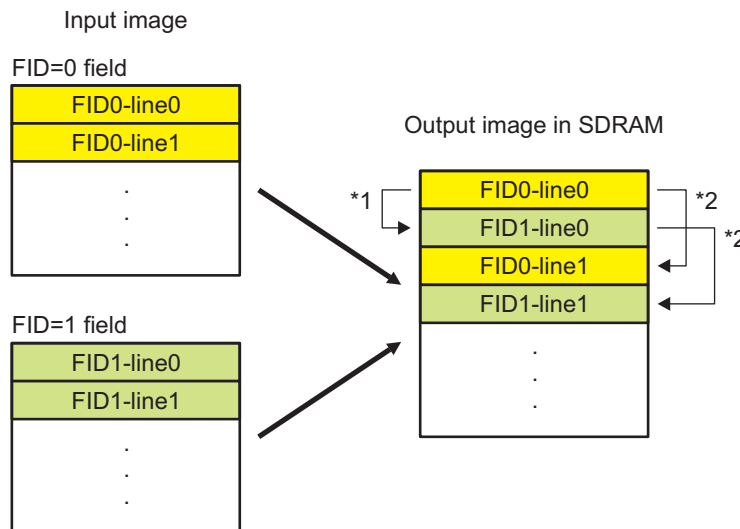 Input image
FID=0 field
FID0-line0
FID0-line1
.
.
.
FID=1 field
FID1-line0
FID1-line1
.
.
.
Output image in SDRAM
*1
FID0-line0
*2
FID1-line0
*2
FID0-line1
FID1-line1
.
.
.